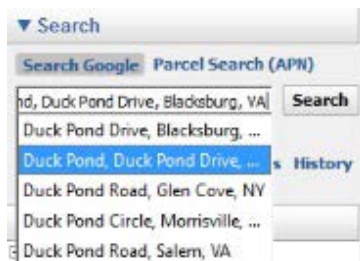 ▼ Search
Search Google Parcel Search (APN)
nd, Duck Pond Drive, Blacksburg, VA Search
Duck Pond Drive, Blacksburg, ...
Duck Pond, Duck Pond Drive, ... s History
Duck Pond Road, Glen Cove, NY
Duck Pond Circle, Morrisville, ...
Duck Pond Road, Salem, VA